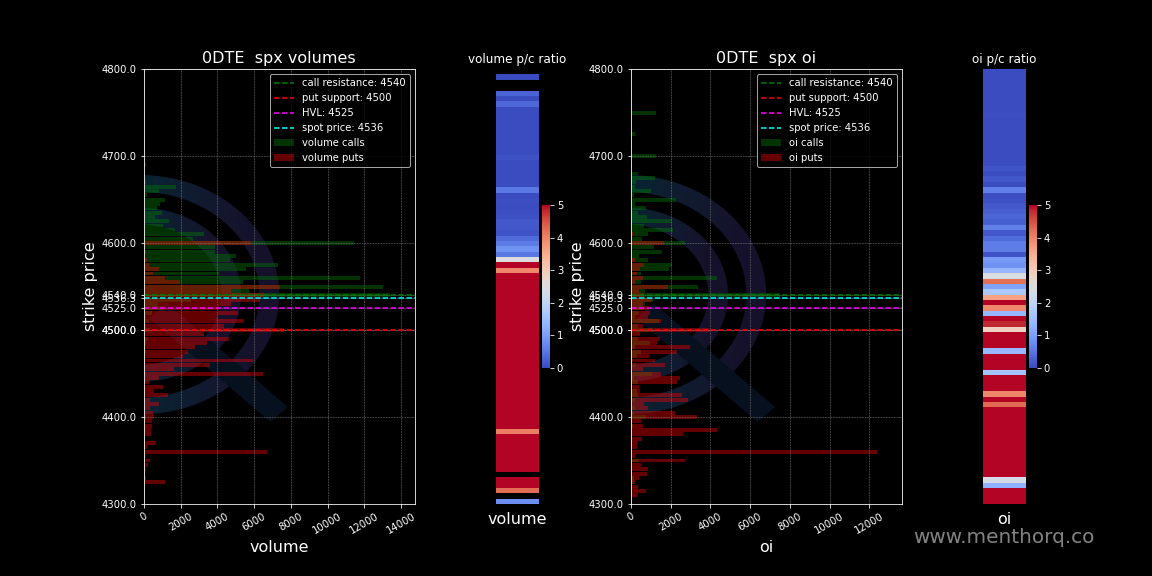 0DTE  spx volumes
volume p/c ratio
0DTE  spx oi
oi p/c ratio
4800.0
4700.0
4600.0
4540.0
4536.3
4525.0
4500.0
4400.0
4300.0
strike price
call resistance: 4540
put support: 4500
HVL: 4525
spot price: 4536
volume calls
volume puts
0
2000
4000
6000
8000
10000
12000
14000
volume
5
4
3
2
1
0
volume
4800.0
4700.0
4600.0
4540.0
4536.3
4525.0
4500.0
4400.0
4300.0
strike price
call resistance: 4540
put support: 4500
HVL: 4525
spot price: 4536
oi calls
oi puts
0
2000
4000
6000
8000
10000
12000
oi
5
4
3
2
1
0
oi
www.menthorq.co